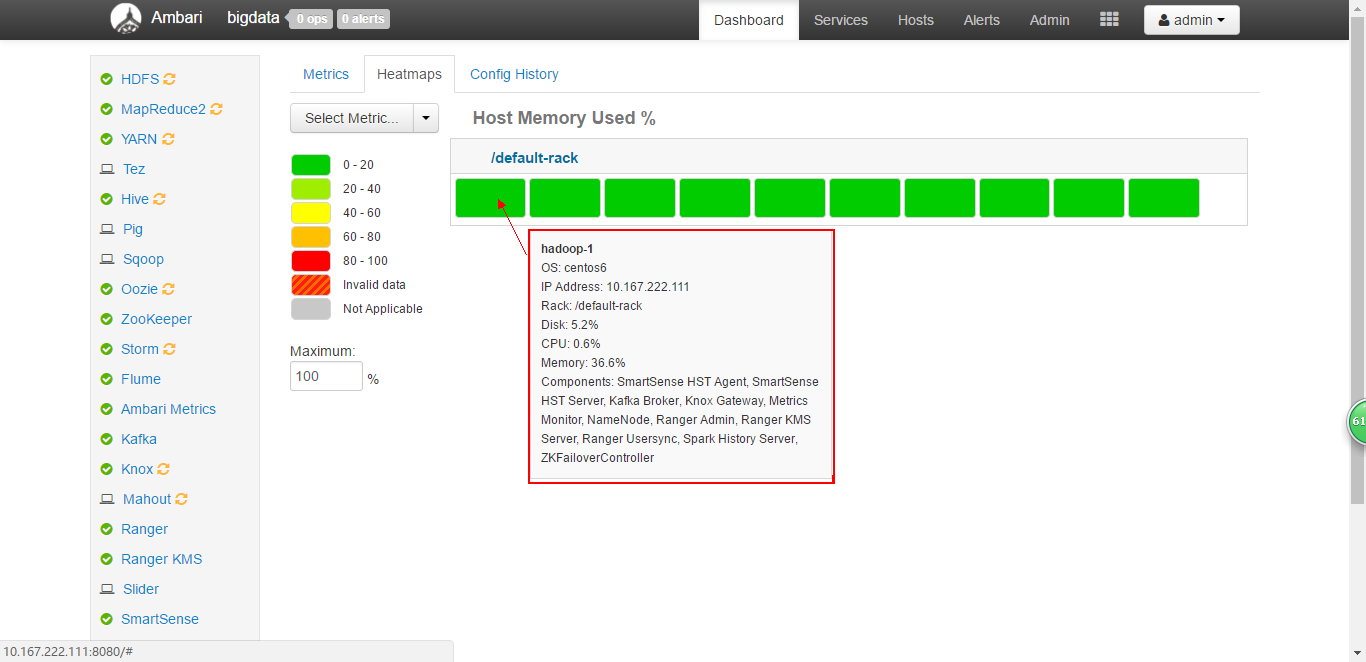 Ambari bigdata 0 ops 0 alerts Dashboard Services Hosts Alerts Admin admin
HDFS
MapReduce2
YARN
Tez
Hive
Pig
Sqoop
Oozie
ZooKeeper
Storm
Flume
Ambari Metrics
Kafka
Knox
Mahout
Ranger
Ranger KMS
Slider
SmartSense
Metrics Heatmaps Config History
Select Metric...
0 - 20
20 - 40
40 - 60
60 - 80
80 - 100
Invalid data
Not Applicable
Maximum:
100 %
Host Memory Used %
/default-rack
hadoop-1
OS: centos6
IP Address: 10.167.222.111
Rack: /default-rack
Disk: 5.2%
CPU: 0.6%
Memory: 36.6%
Components: SmartSense HST Agent, SmartSense
HST Server, Kafka Broker, Knox Gateway, Metrics
Monitor, NameNode, Ranger Admin, Ranger KMS
Server, Ranger Usersync, Spark History Server,
ZKFailoverController
61
10.167.222.111:8080/#